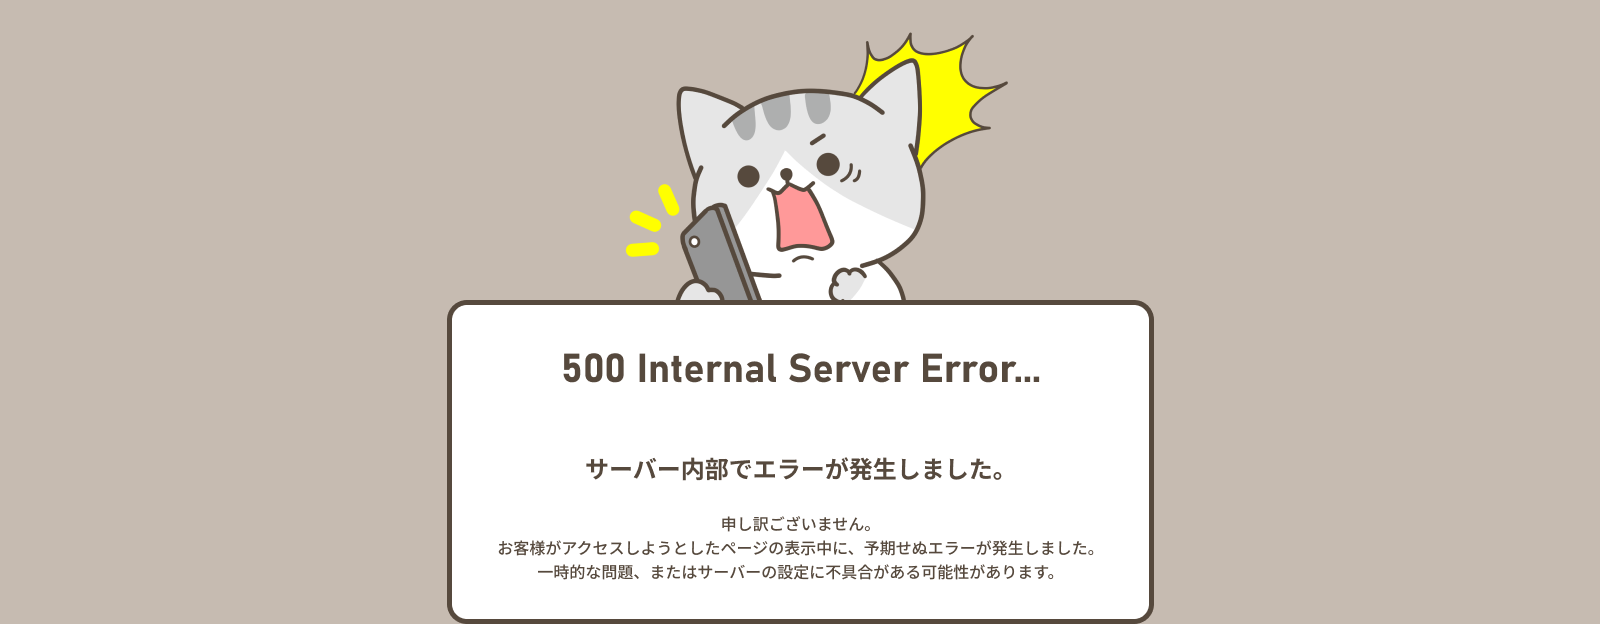 500 Internal Server Error...
サーバー内部でエラーが発生しました。
申し訳ございません。
お客様がアクセスしようとしたページの表示中に、予期せぬエラーが発生しました。
一時的な問題、またはサーバーの設定に不具合がある可能性があります。